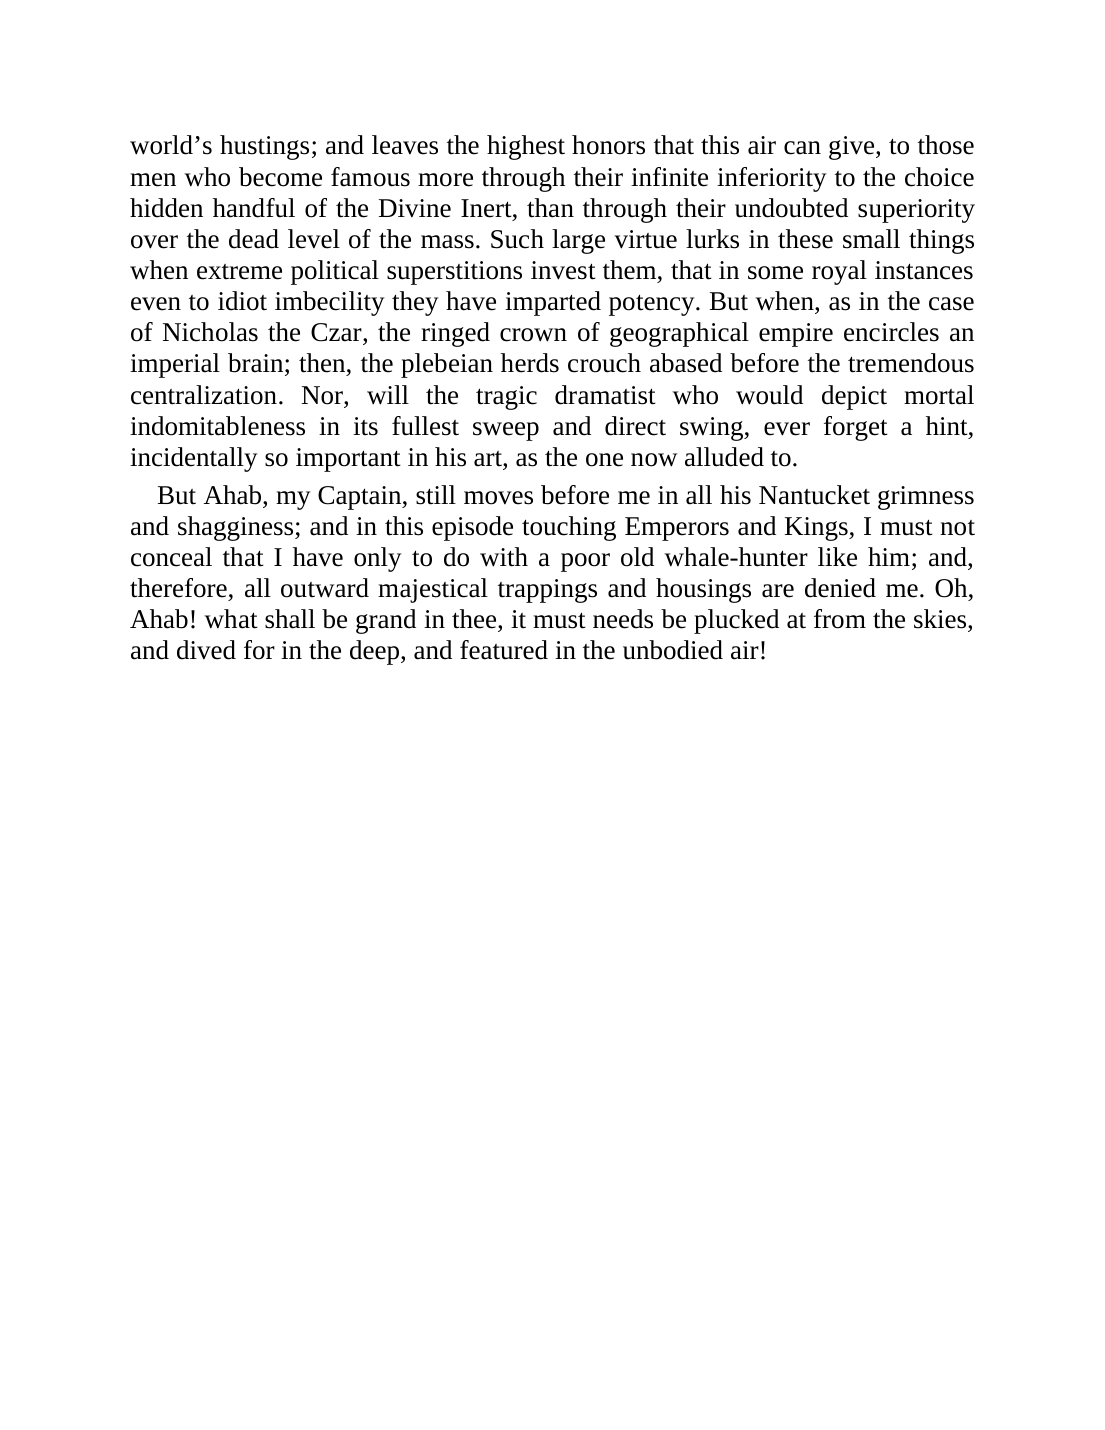 world’s hustings; and leaves the highest honors that this air can give, to those
men who become famous more through their infinite inferiority to the choice
hidden handful of the Divine Inert, than through their undoubted superiority
over the dead level of the mass. Such large virtue lurks in these small things
when extreme political superstitions invest them, that in some royal instances
even to idiot imbecility they have imparted potency. But when, as in the case
of Nicholas the Czar, the ringed crown of geographical empire encircles an
imperial brain; then, the plebeian herds crouch abased before the tremendous
centralization. Nor, will the tragic dramatist who would depict mortal
indomitableness in its fullest sweep and direct swing, ever forget a hint,
incidentally so important in his art, as the one now alluded to.
But Ahab, my Captain, still moves before me in all his Nantucket grimness
and shagginess; and in this episode touching Emperors and Kings, I must not
conceal that I have only to do with a poor old whale-hunter like him; and,
therefore, all outward majestical trappings and housings are denied me. Oh,
Ahab! what shall be grand in thee, it must needs be plucked at from the skies,
and dived for in the deep, and featured in the unbodied air!